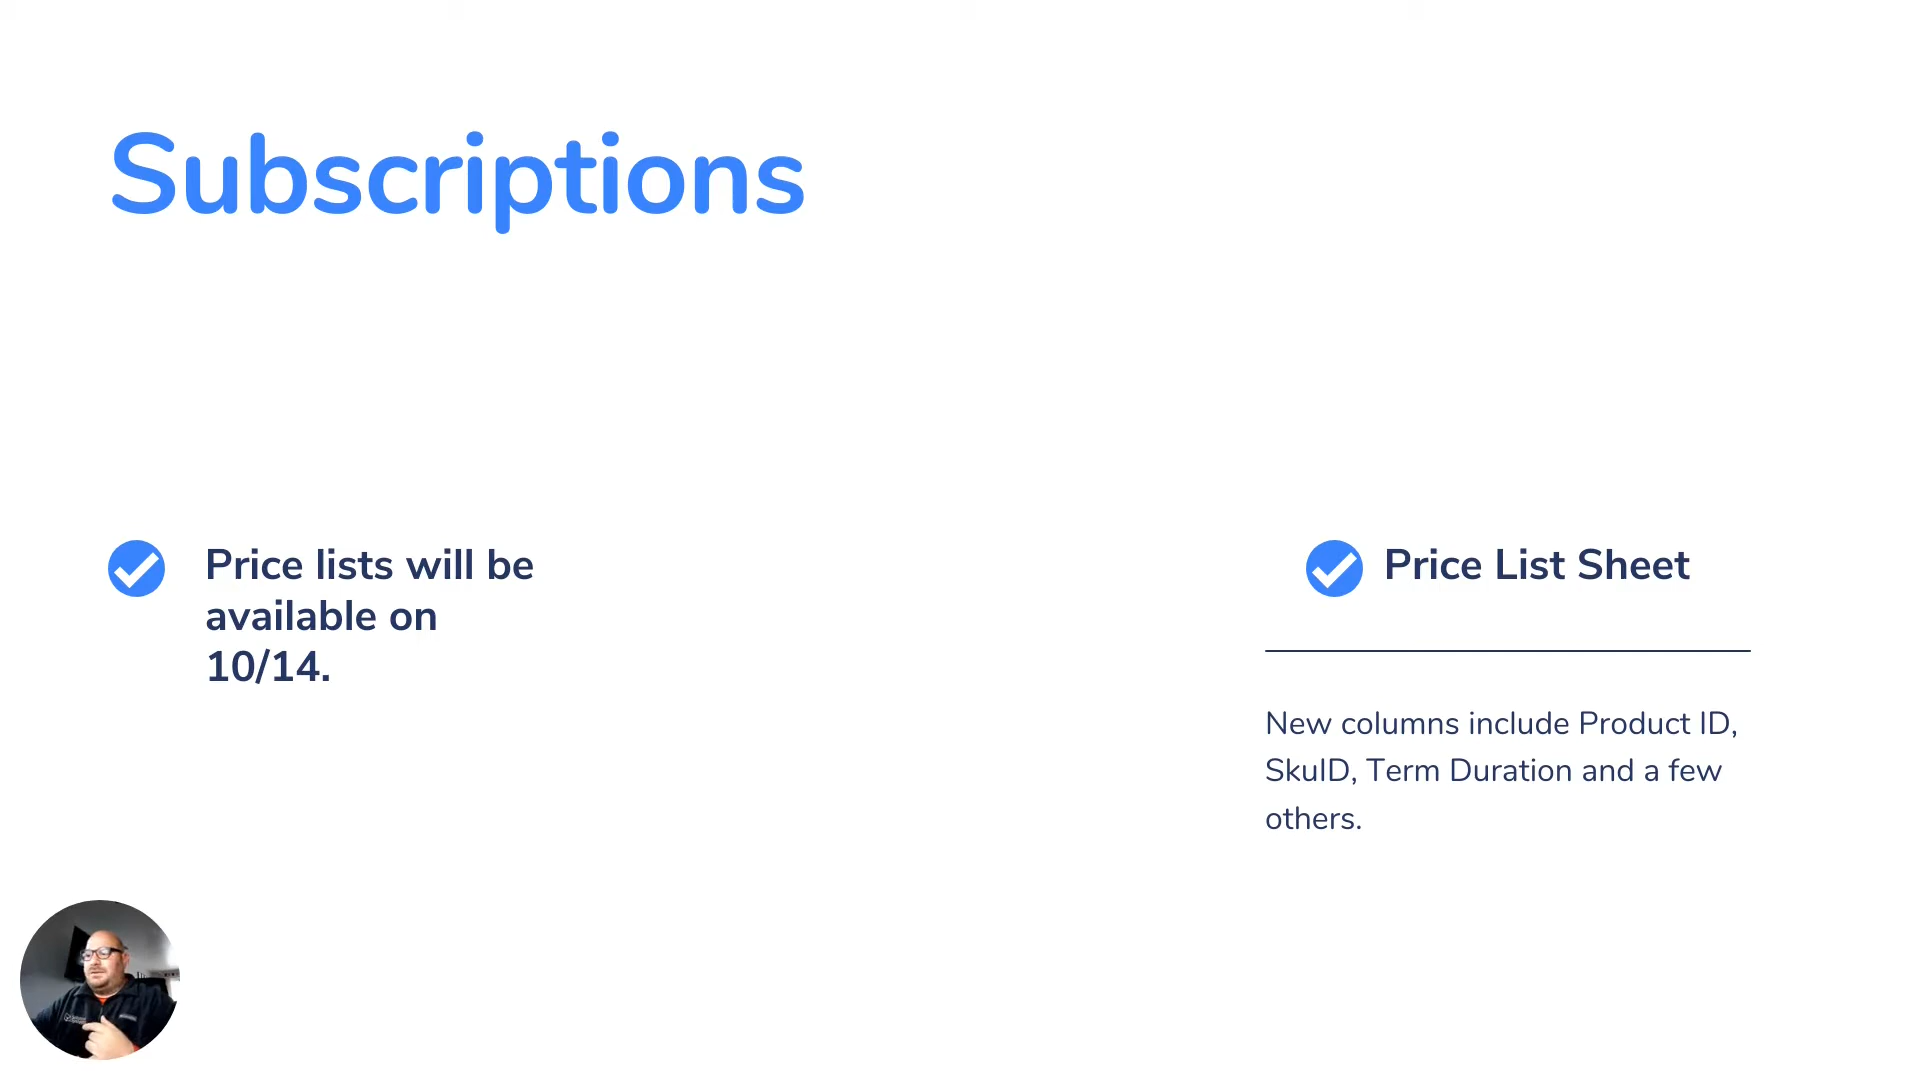 Subscriptions
Price lists will be
available on
10/14.
Price List Sheet
New columns include Product ID,
SkuID, Term Duration and a few
others.